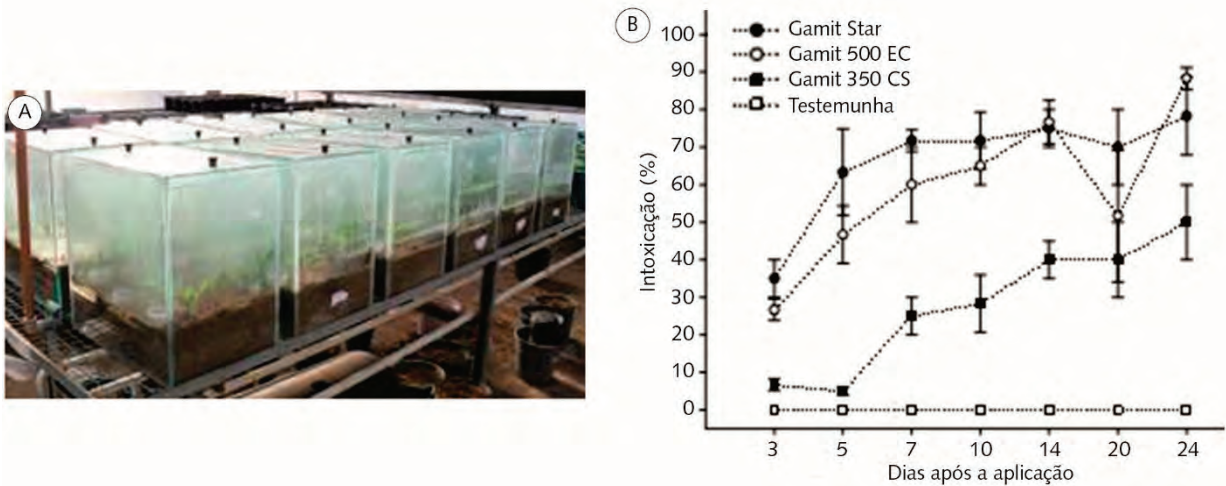 A
B
Gamit Star
Gamit 500 EC
Gamit 350 CS
Testemunha
Intoxicação (%)
100
90
80
70
60
50
40
30
20
10
0
3 5 7 10 14 20 24
Dias após a aplicação